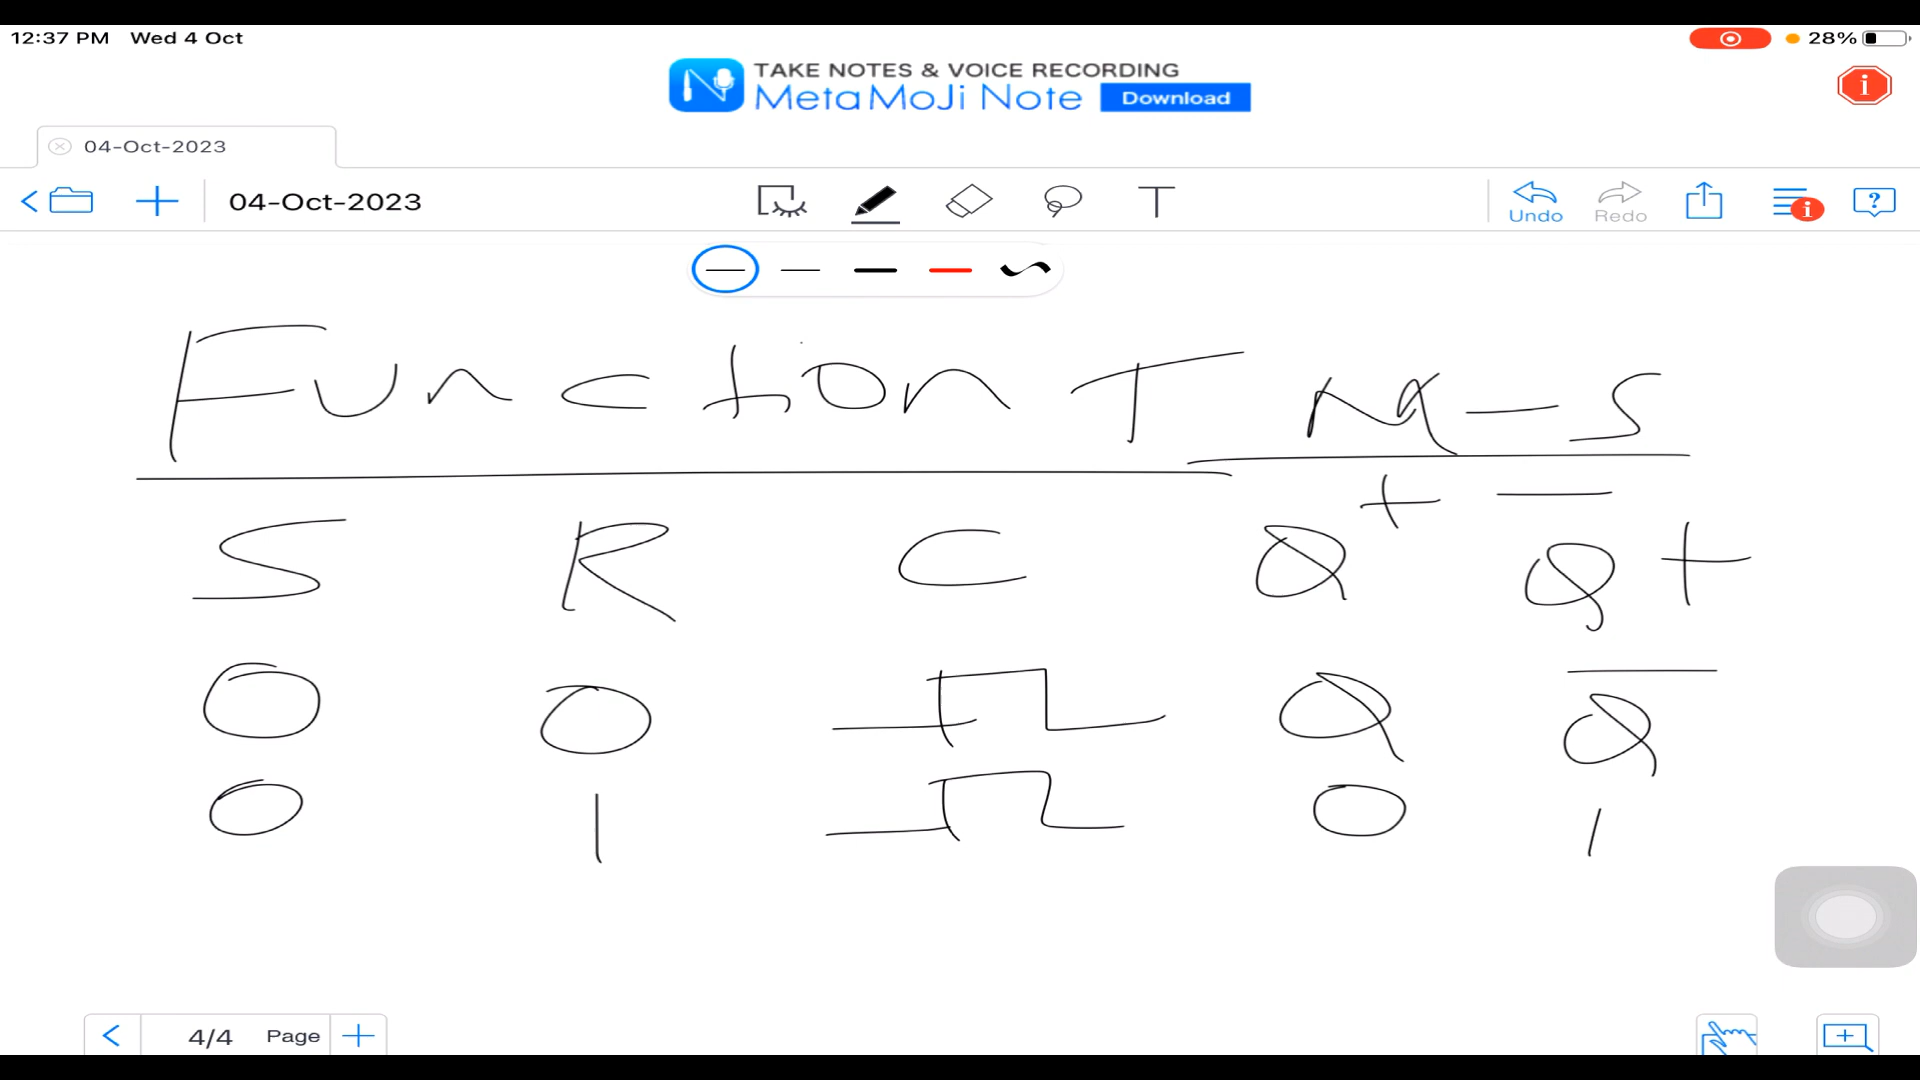 12:37 PM Wed 4 Oct 28%
TAKE NOTES & VOICE RECORDING
MetaMoJi Note Download
04-Oct-2023
04-Oct-2023 T Undo Redo
Function T M-S
S R C Q⁺ Q̅⁺
0 0 Q Q̅
0 1 0 1
4/4 Page